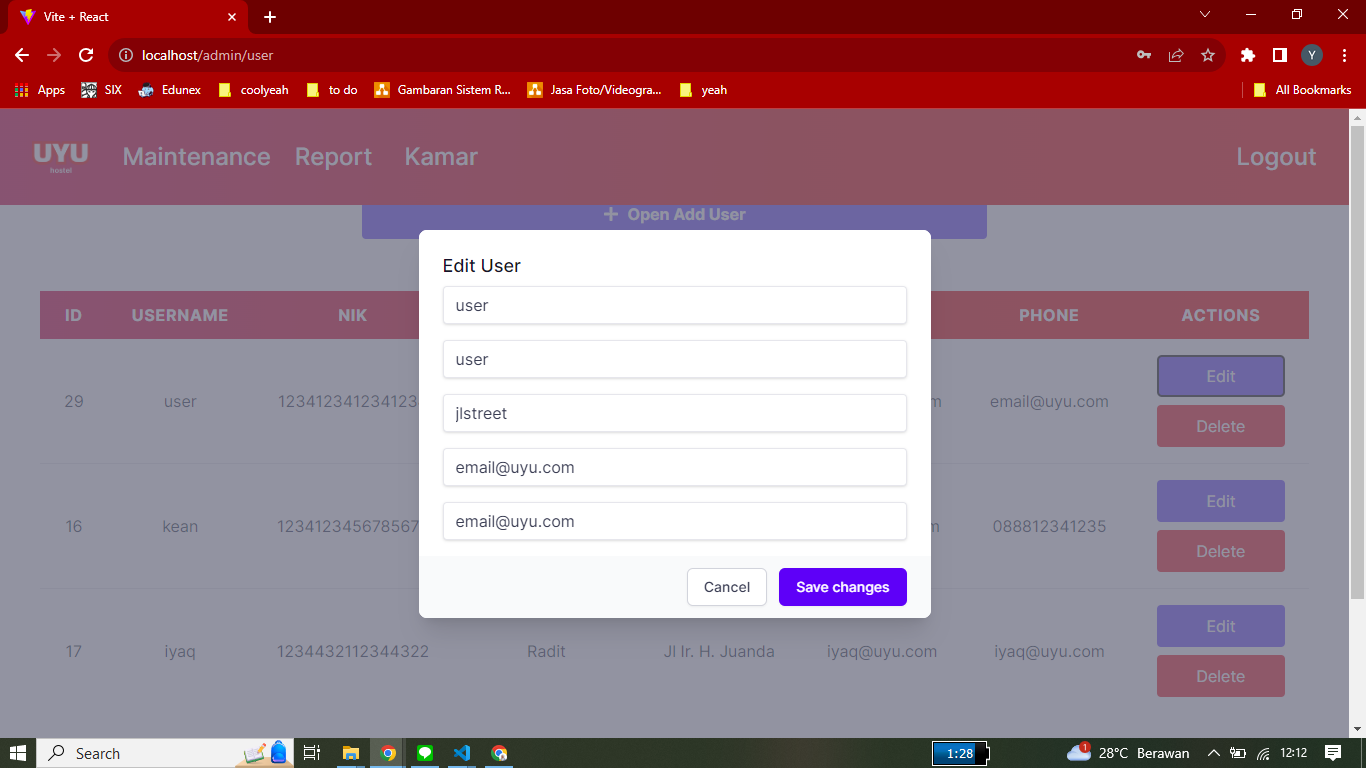 Vite + React
localhost/admin/user
Y
Apps SIX Edunex coolyeah to do Gambaran Sistem R... Jasa Foto/Videogra... yeah All Bookmarks
UYU
hostel
Maintenance Report Kamar Logout
+ Open Add User
Edit User
user
user
jlstreet
email@uyu.com
email@uyu.com
Cancel Save changes
ID USERNAME NIK PHONE ACTIONS
29 user 123412341234123 m email@uyu.com Edit
Delete
16 kean 123412345678567 m 088812341235 Edit
Delete
17 iyaq 1234432112344322 Radit Jl Ir. H. Juanda iyaq@uyu.com iyaq@uyu.com Edit
Delete
Search 1:28 1 28°C Berawan 12:12